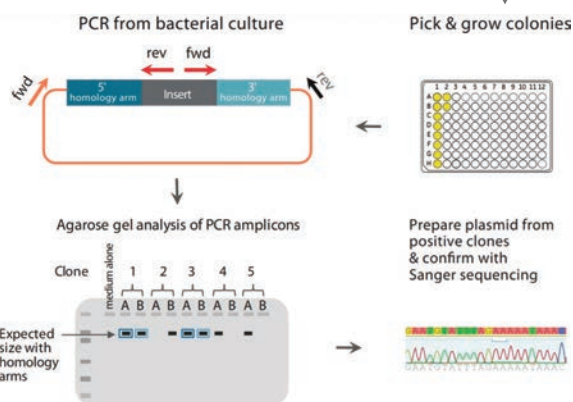 PCR from bacterial culture
Pick & grow colonies
rev fwd
fwd
rev
5'
homology arm
Insert
3'
homology arm
1 2 3 4 5 6 7 8 9 10 11 12
A
B
C
D
E
F
G
H
Agarose gel analysis of PCR amplicons
Clone
medium alone
1 2 3 4 5
A B A B A B A B A B
Expected
size with
homology
arms
Prepare plasmid from
positive clones
& confirm with
Sanger sequencing